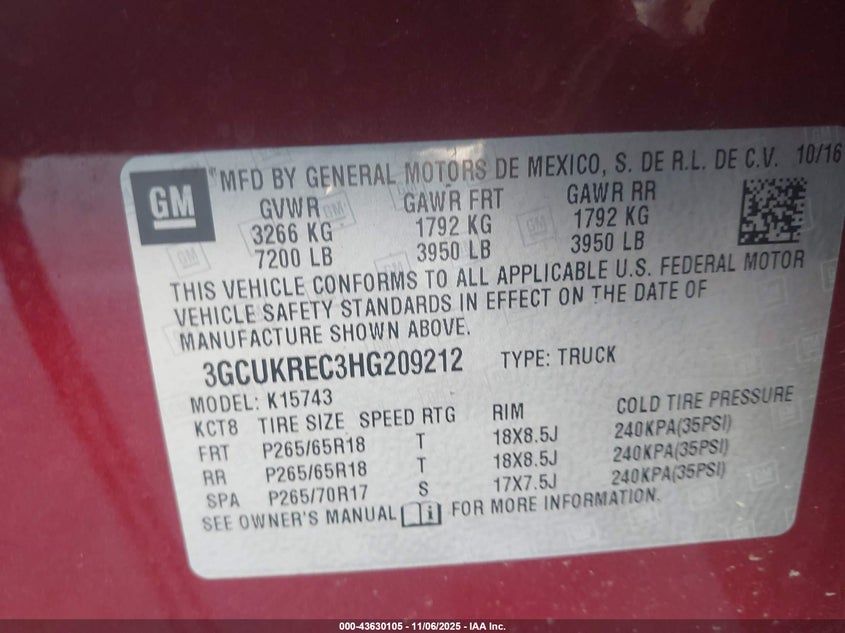 GM
MFD BY GENERAL MOTORS DE MEXICO, S. DE R.L. DE C.V. 10/16
GVWR GAWR FRT GAWR RR
3266 KG 1792 KG 1792 KG
7200 LB 3950 LB 3950 LB
THIS VEHICLE CONFORMS TO ALL APPLICABLE U.S. FEDERAL MOTOR
VEHICLE SAFETY STANDARDS IN EFFECT ON THE DATE OF
MANUFACTURE SHOWN ABOVE.
3GCUKREC3HG209212 TYPE: TRUCK
MODEL: K15743
KCT8 TIRE SIZE SPEED RTG RIM COLD TIRE PRESSURE
FRT P265/65R18 T 18X8.5J 240KPA(35PSI)
RR P265/65R18 T 18X8.5J 240KPA(35PSI)
SPA P265/70R17 S 17X7.5J 240KPA(35PSI)
SEE OWNER'S MANUAL FOR MORE INFORMATION.
000-43630105 - 11/06/2025 - IAA Inc.